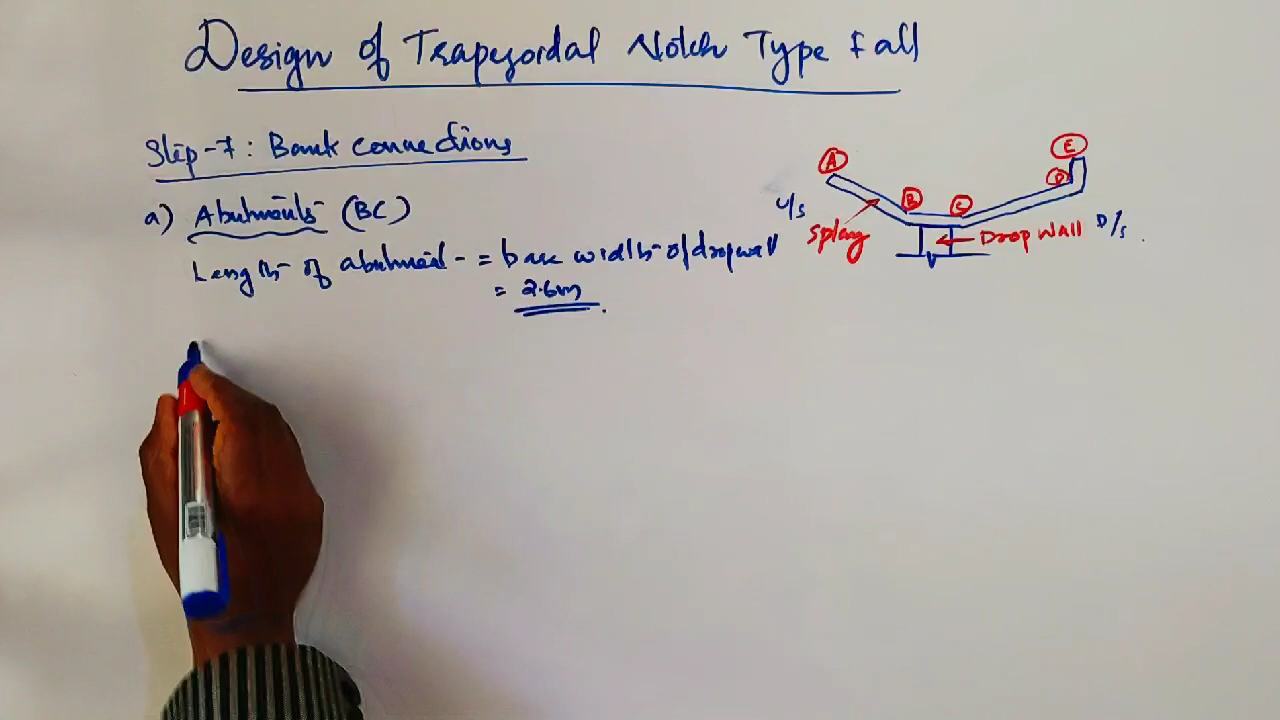 Design of Trapezoidal Notch Type Fall
Step-7: Bank connections
a) Abutments (BC)
Length of abutment = base width of dropwall
= 2.6m
A
B
C
D
E
U/s
Splay
Drop Wall
D/s